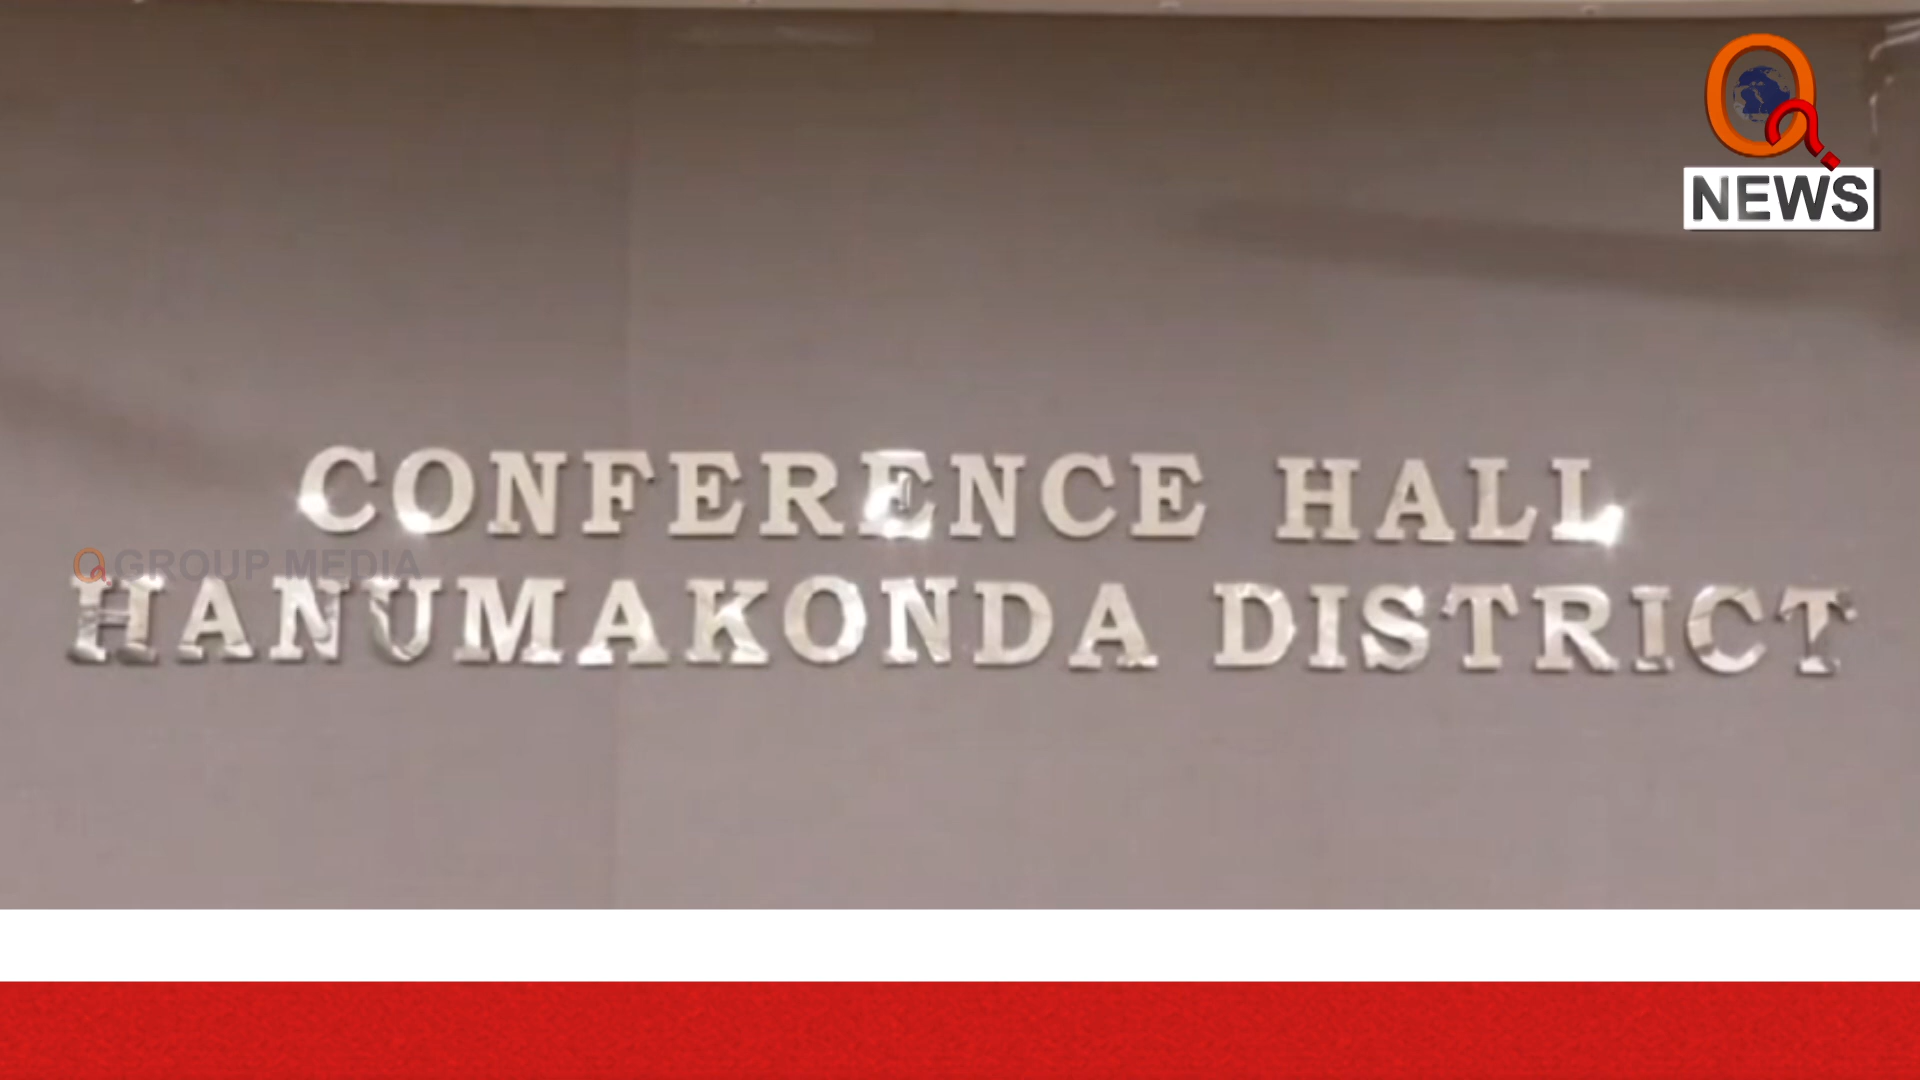 Q
NEWS
CONFERENCE HALL
Q GROUP MEDIA
HANUMAKONDA DISTRICT